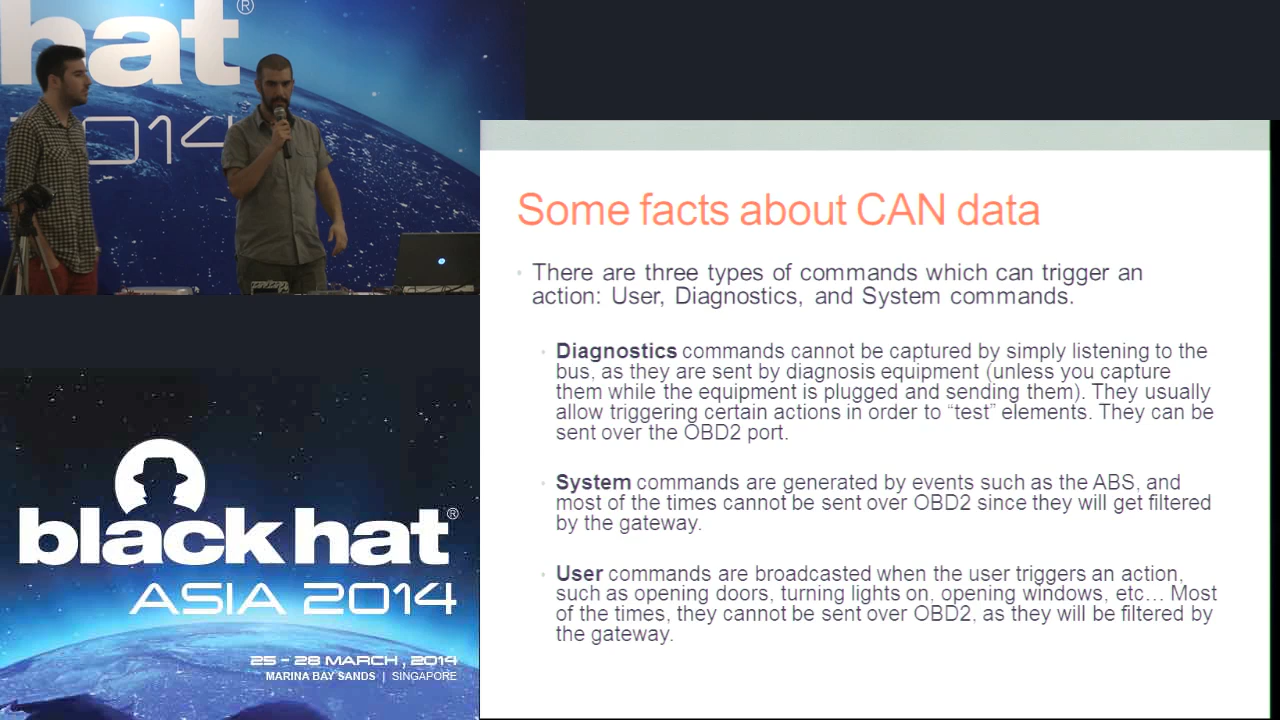 hat®
2014
Some facts about CAN data
• There are three types of commands which can trigger an
action: User, Diagnostics, and System commands.
• Diagnostics commands cannot be captured by simply listening to the
bus, as they are sent by diagnosis equipment (unless you capture
them while the equipment is plugged and sending them). They usually
allow triggering certain actions in order to “test” elements. They can be
sent over the OBD2 port.
• System commands are generated by events such as the ABS, and
most of the times cannot be sent over OBD2 since they will get filtered
by the gateway.
• User commands are broadcasted when the user triggers an action,
such as opening doors, turning lights on, opening windows, etc... Most
of the times, they cannot be sent over OBD2, as they will be filtered by
the gateway.
black hat®
ASIA 2014
25 - 28 MARCH, 2014
MARINA BAY SANDS | SINGAPORE